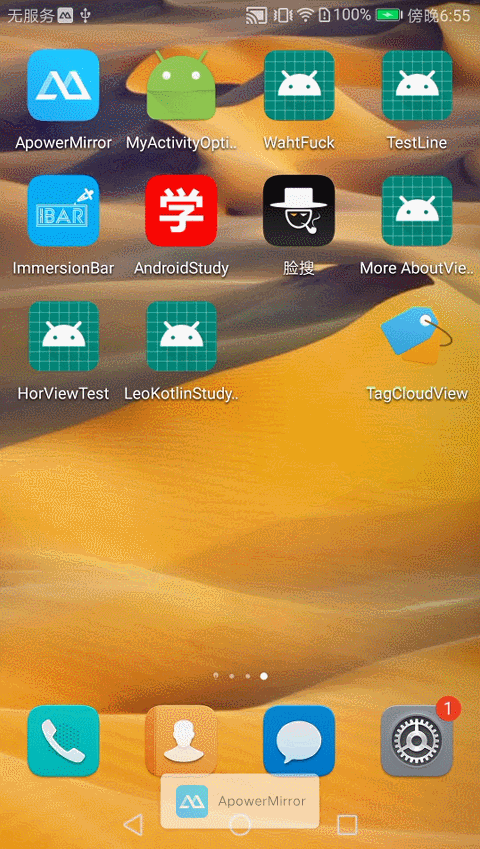 无服务 100% 傍晚6:55
ApowerMirror MyActivityOpti.. WahtFuck TestLine
IBAR 学
ImmersionBar AndroidStudy 脸搜 More AboutVie..
HorViewTest LeoKotlinStudy.. TagCloudView
1
ApowerMirror